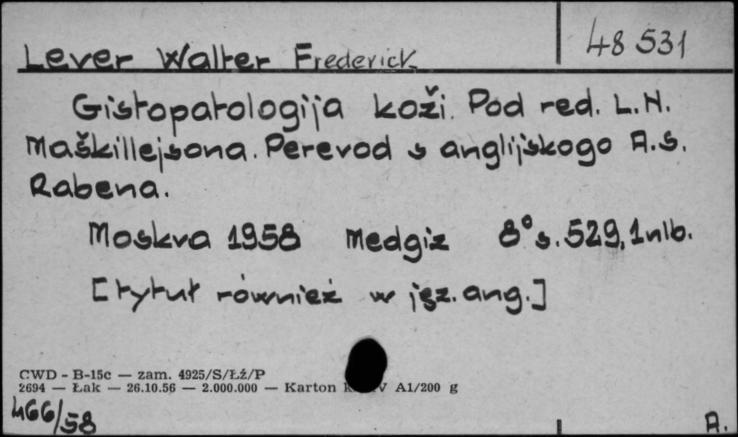 48 531
Lever Walter Frederick
Gistopatologija koži. Pod red. L.N.
Maškillejsona. Perevod s anglijskogo A.S.
Rabena.
Moskva 1958 Medgiz 8° s. 529, 1 nlb.
[tytuł również w jęz. ang.]
CWD - B-15c — zam. 4925/S/Łź/P
2694 — Łak — 26.10.56 — 2.000.000 — Karton A1/200 g
466/58
A.